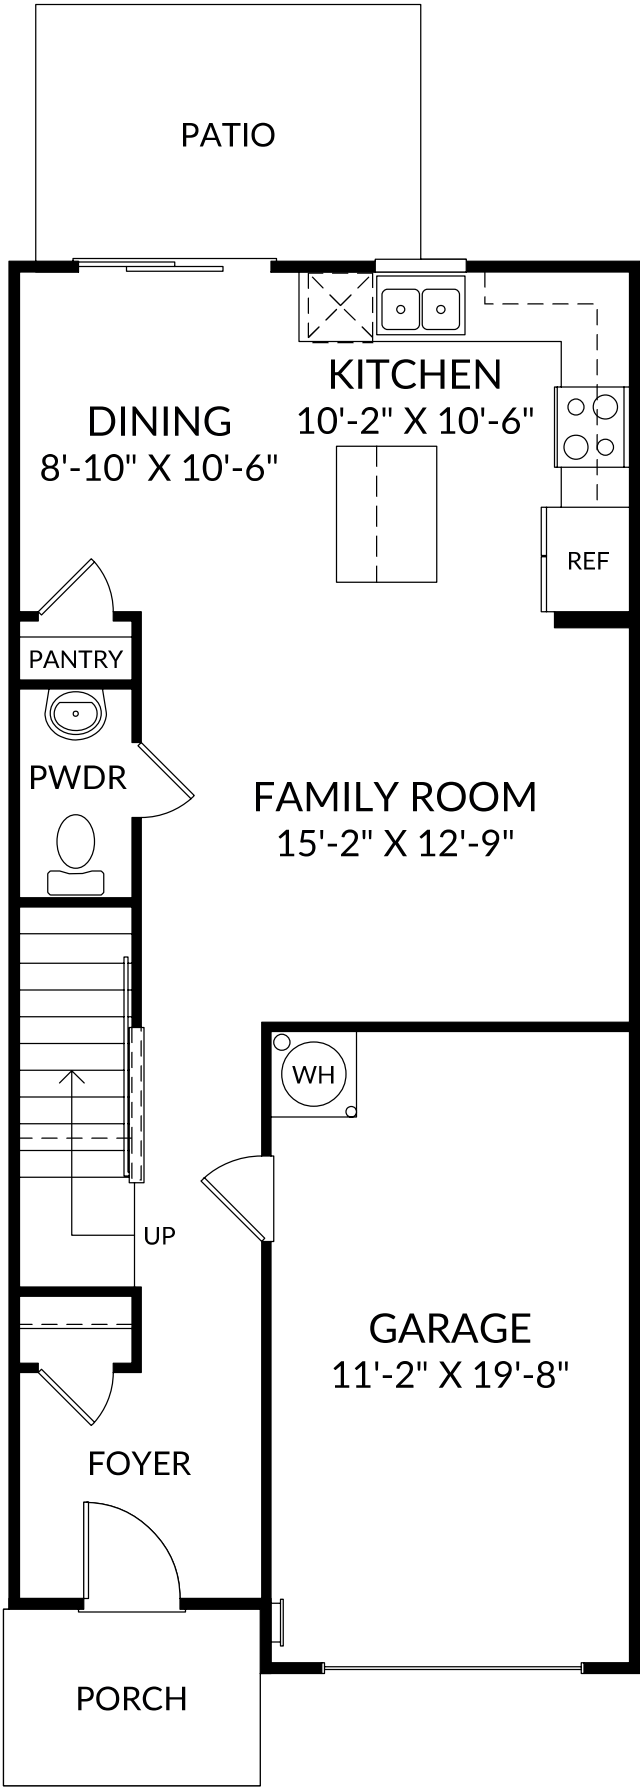 PATIO
KITCHEN
10'-2" X 10'-6"
DINING
8'-10" X 10'-6"
REF
PANTRY
PWDR
FAMILY ROOM
15'-2" X 12'-9"
WH
UP
GARAGE
11'-2" X 19'-8"
FOYER
PORCH